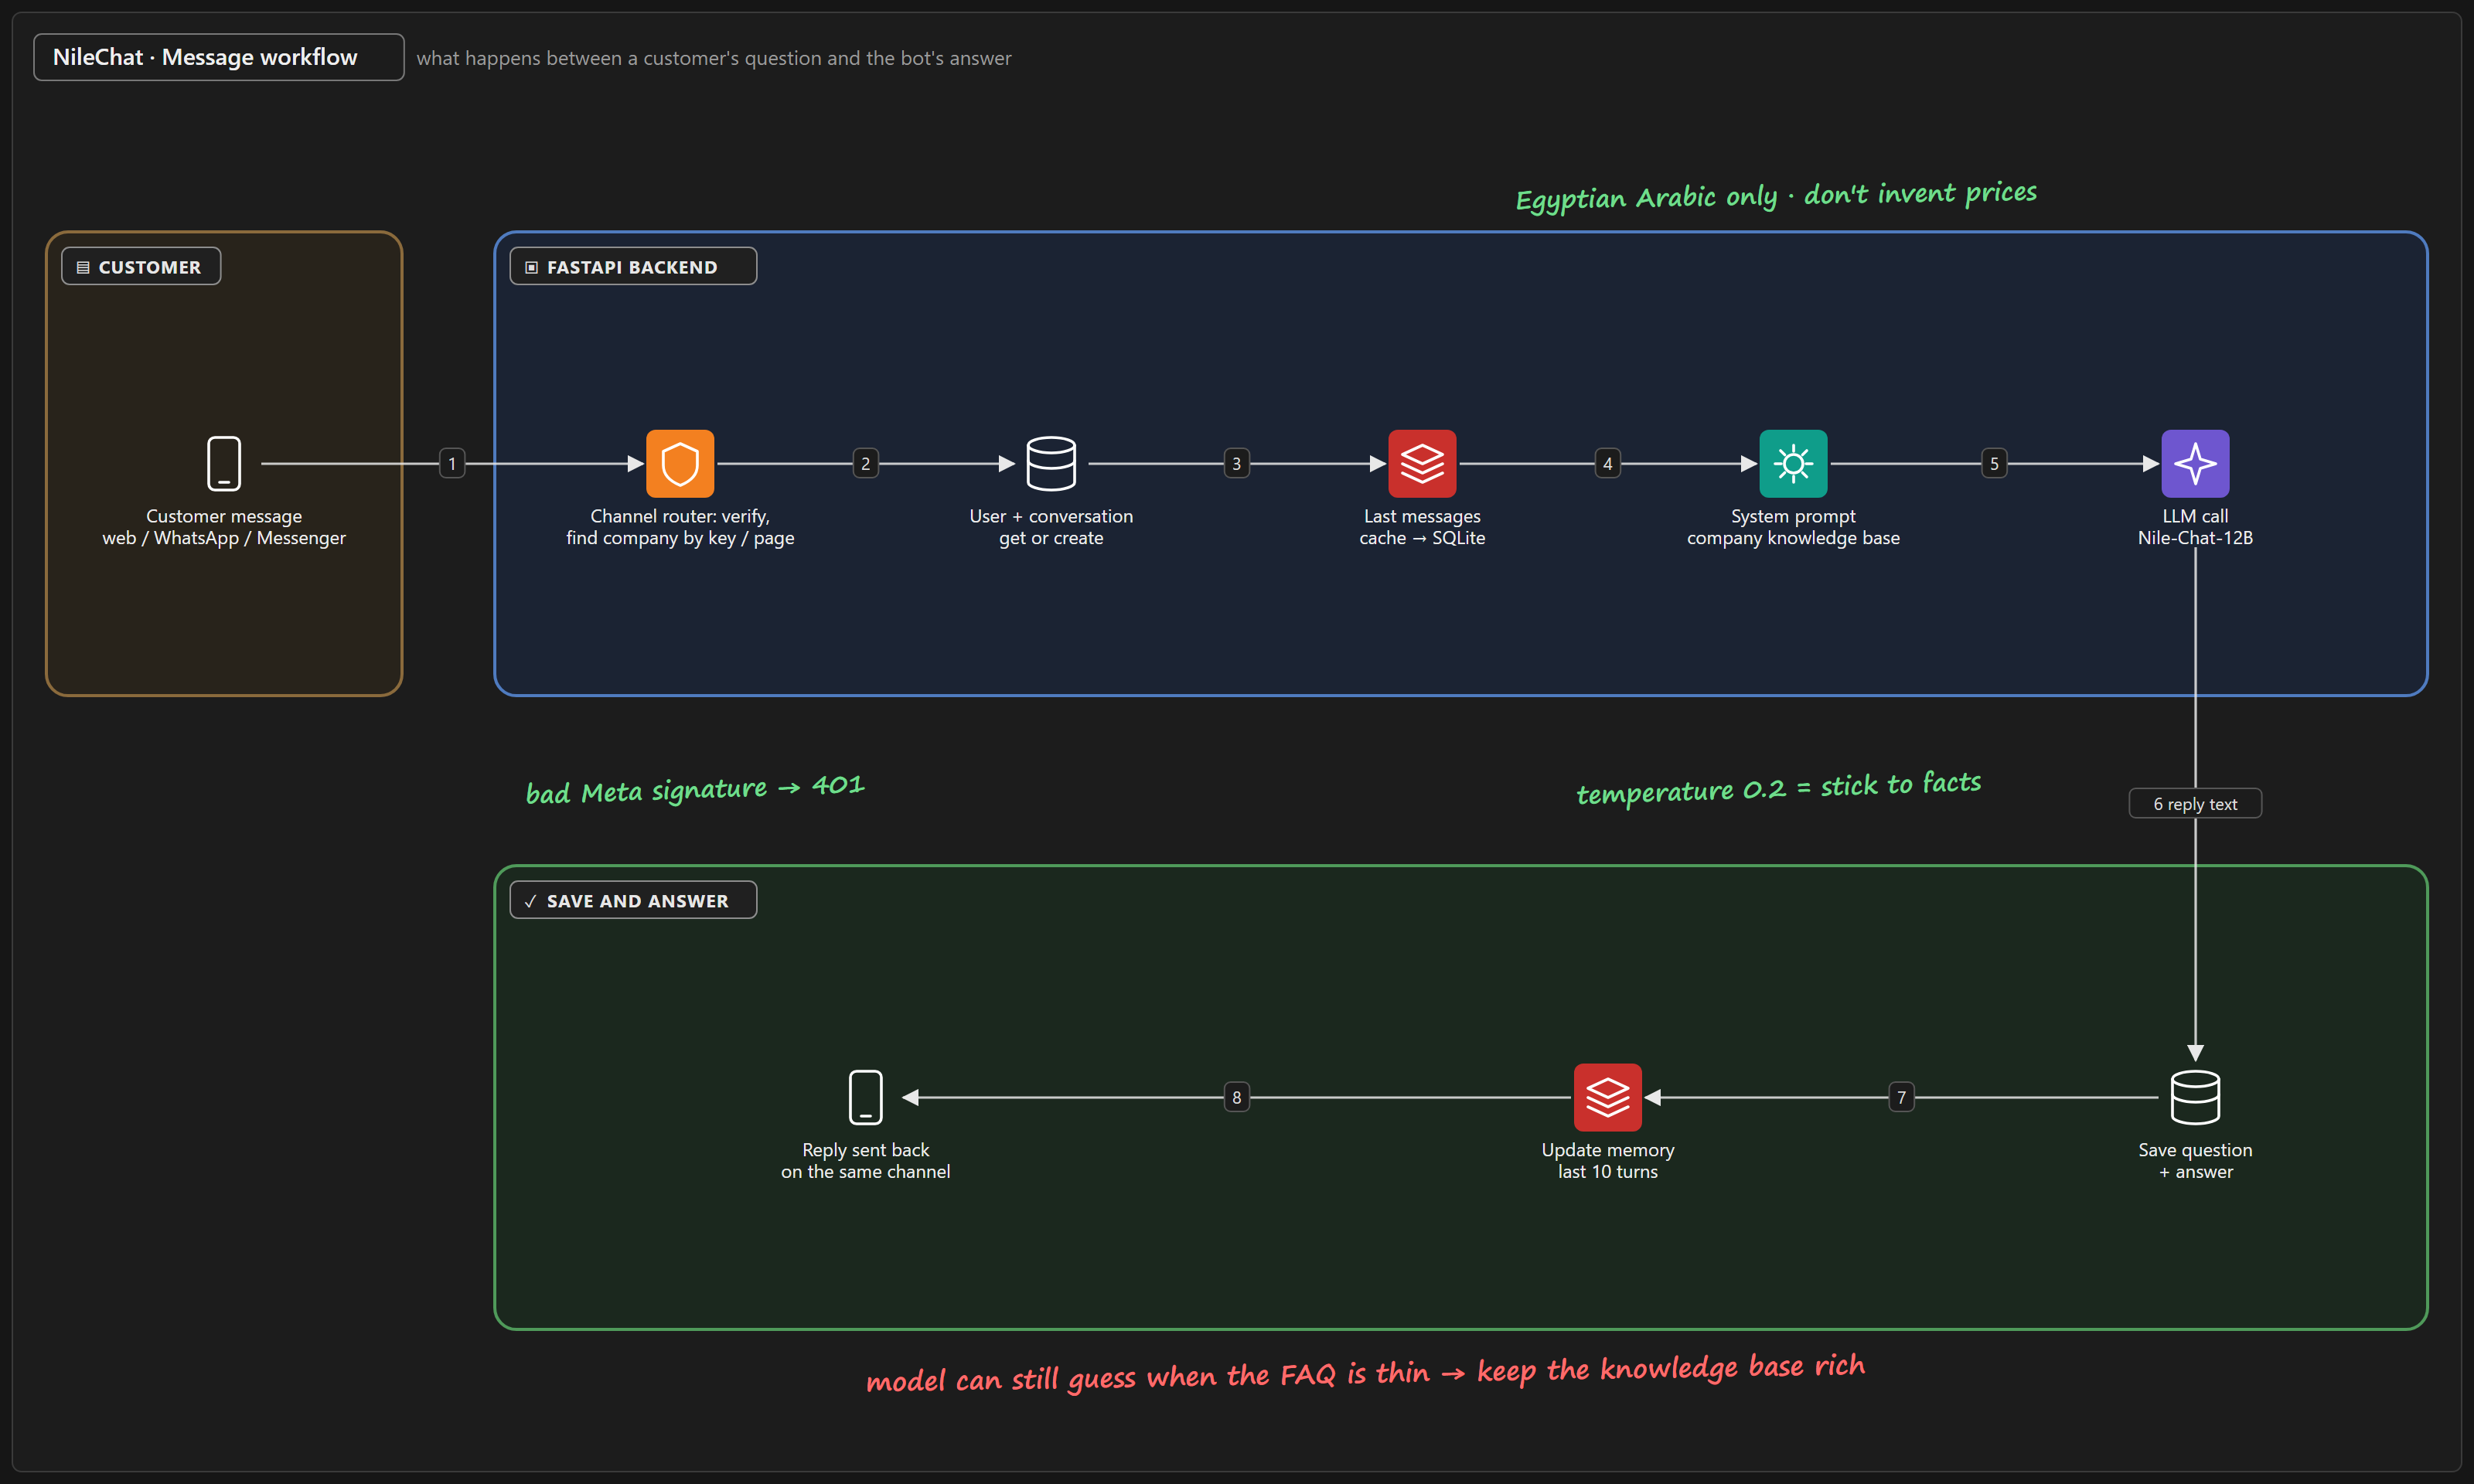 NileChat · Message workflow
what happens between a customer's question and the bot's answer
Egyptian Arabic only · don't invent prices
CUSTOMER
FASTAPI BACKEND
1
2
3
4
5
Customer message
web / WhatsApp / Messenger
Channel router: verify,
find company by key / page
User + conversation
get or create
Last messages
cache → SQLite
System prompt
company knowledge base
LLM call
Nile-Chat-12B
bad Meta signature → 401
temperature 0.2 = stick to facts
6 reply text
✓ SAVE AND ANSWER
8
7
Reply sent back
on the same channel
Update memory
last 10 turns
Save question
+ answer
model can still guess when the FAQ is thin → keep the knowledge base rich